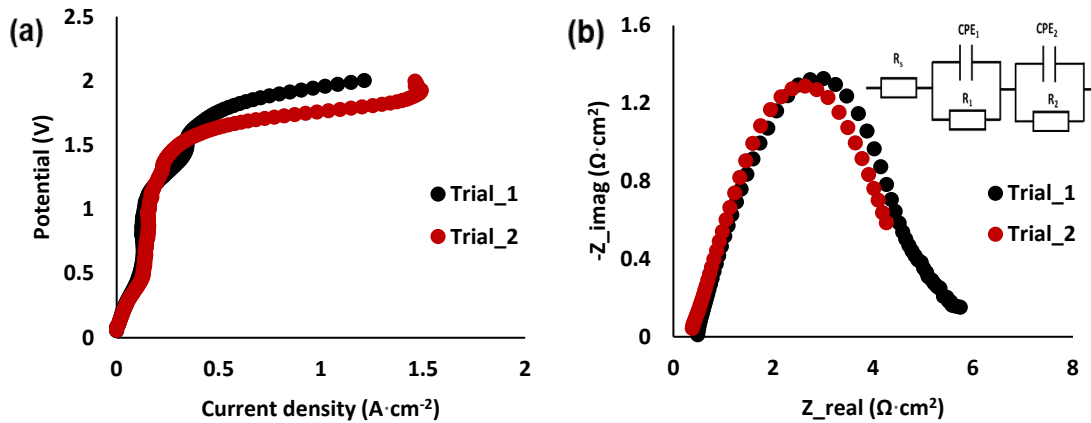 (a)
2.5
2
1.5
1
0.5
0
0
0.5
1
1.5
2
Potential (V)
Current density (A·cm⁻²)
Trial_1
Trial_2
(b)
1.6
1.2
0.8
0.4
0
0
2
4
6
8
-Z_imag (Ω·cm²)
Z_real (Ω·cm²)
Trial_1
Trial_2
Rₛ
CPE₁
R₁
CPE₂
R₂